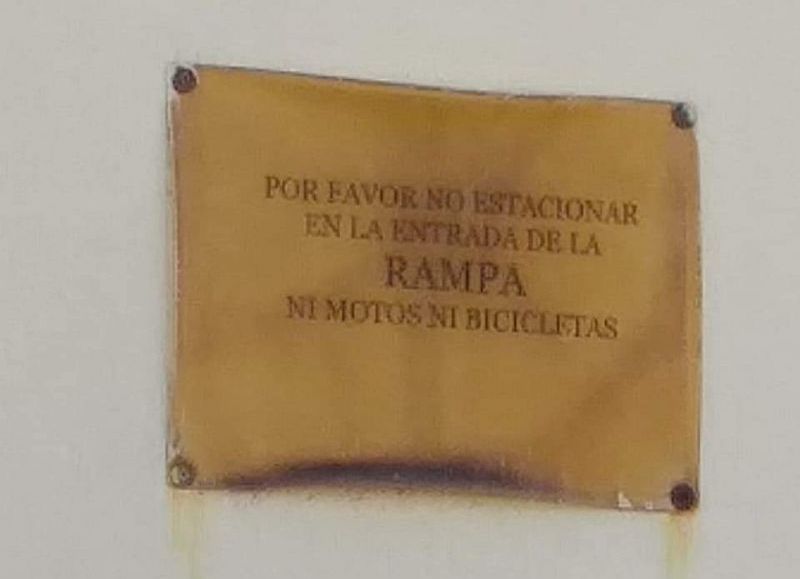 POR FAVOR NO ESTACIONAR
EN LA ENTRADA DE LA
RAMPA
NI MOTOS NI BICICLETAS